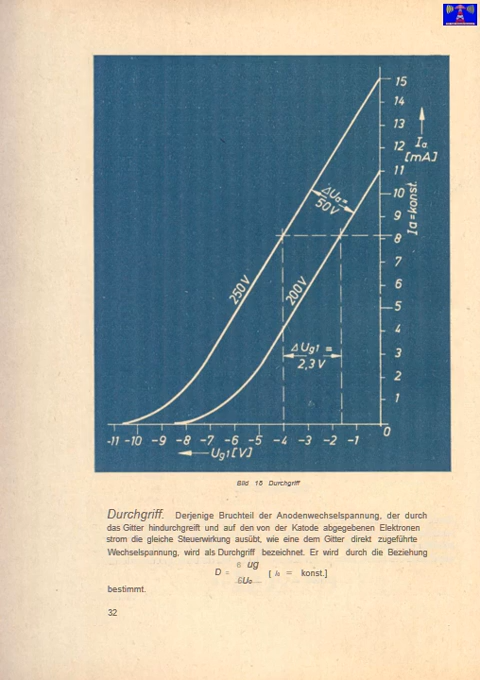 15
14
13
12
Ia
[mA]
11
10
9
8
7
6
5
4
3
2
1
0
Ia = konst.
ΔUa =
50V
250V
200V
ΔUg1 =
2,3 V
-11 -10 -9 -8 -7 -6 -5 -4 -3 -2 -1
Ug1[V]
Bild 18 Durchgriff
Durchgriff. Derjenige Bruchteil der Anodenwechselspannung, der durch
das Gitter hindurchgreift und auf den von der Katode abgegebenen Elektronen
strom die gleiche Steuerwirkung ausübt, wie eine dem Gitter direkt zugeführte
Wechselspannung, wird als Durchgriff bezeichnet. Er wird durch die Beziehung
ug
D = [ = konst.]
bestimmt.
32